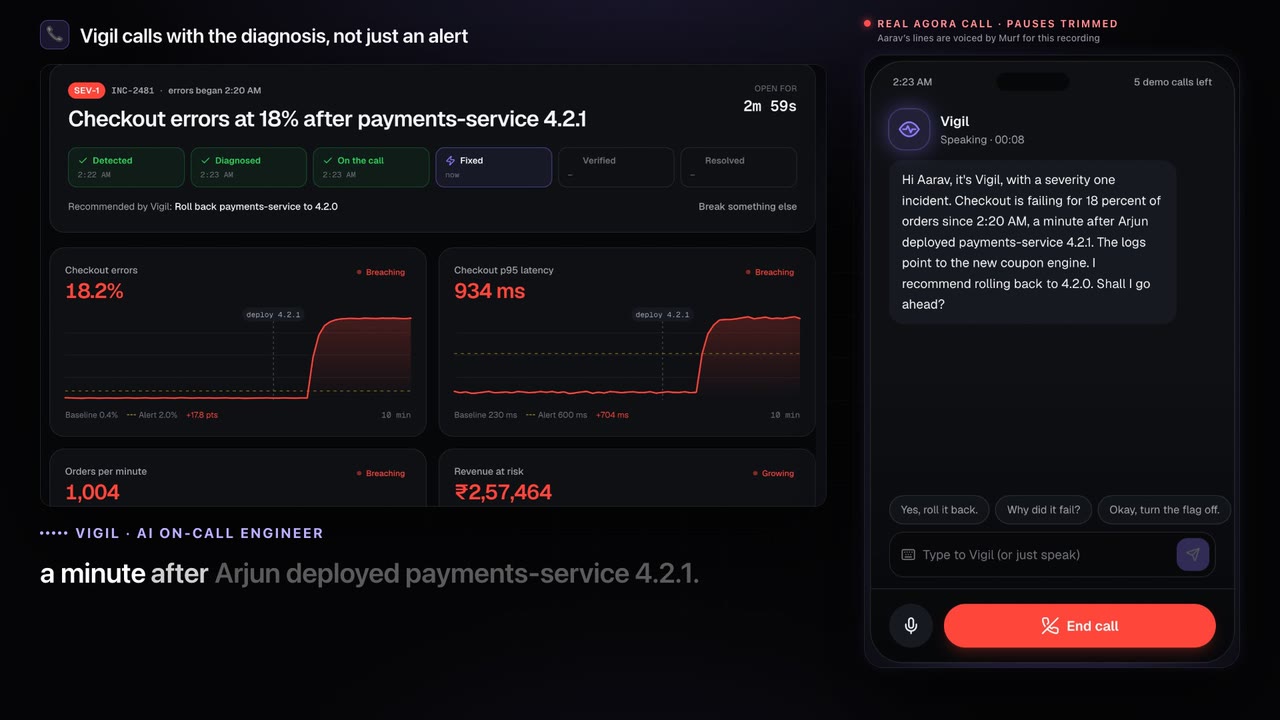 Vigil calls with the diagnosis, not just an alert
SEV-1 INC-2481 · errors began 2:20 AM
OPEN FOR
2m 59s
Checkout errors at 18% after payments-service 4.2.1
Detected
2:22 AM
Diagnosed
2:23 AM
On the call
2:23 AM
Fixed
now
Verified
–
Resolved
–
Recommended by Vigil: Roll back payments-service to 4.2.0
Break something else
Checkout errors
Breaching
18.2%
deploy 4.2.1
Baseline 0.4% Alert 2.0% +17.8 pts 10 min
Checkout p95 latency
Breaching
934 ms
deploy 4.2.1
Baseline 230 ms Alert 600 ms +704 ms 10 min
Orders per minute
Breaching
1,004
Revenue at risk
Growing
₹2,57,464
VIGIL · AI ON-CALL ENGINEER
a minute after Arjun deployed payments-service 4.2.1.
REAL AGORA CALL · PAUSES TRIMMED
Aarav's lines are voiced by Murf for this recording
2:23 AM
5 demo calls left
Vigil
Speaking · 00:08
Hi Aarav, it's Vigil, with a severity one
incident. Checkout is failing for 18 percent of
orders since 2:20 AM, a minute after Arjun
deployed payments-service 4.2.1. The logs
point to the new coupon engine. I
recommend rolling back to 4.2.0. Shall I go
ahead?
Yes, roll it back.
Why did it fail?
Okay, turn the flag off.
Type to Vigil (or just speak)
End call